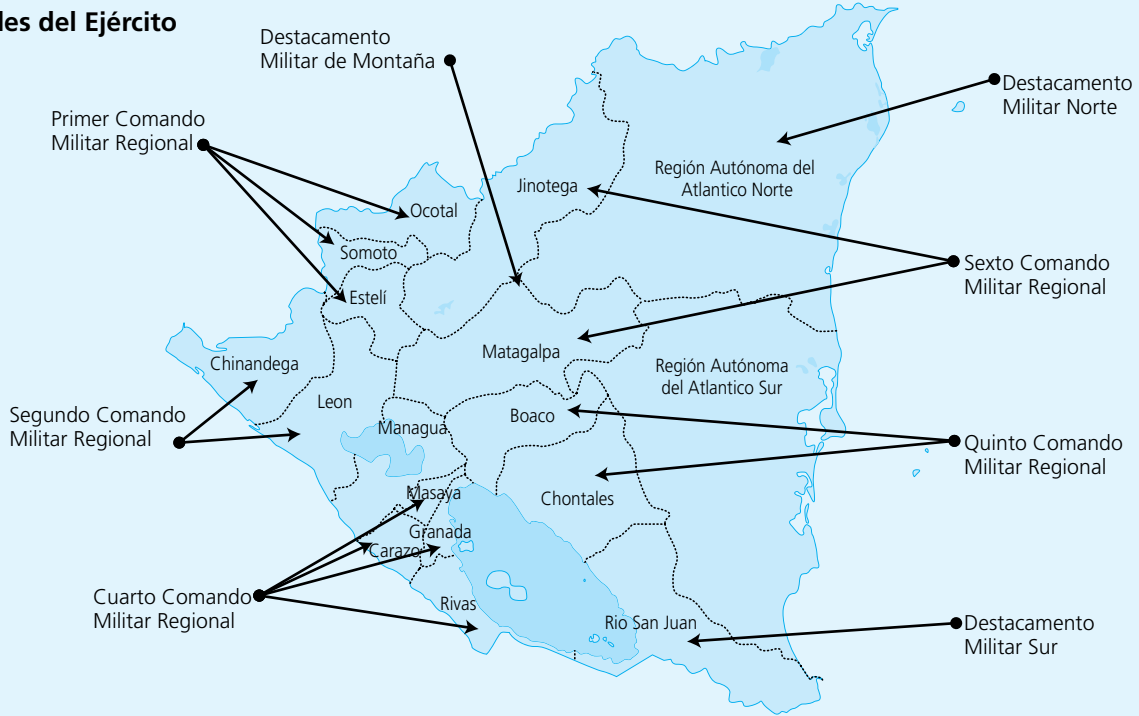 del Ejército
Destacamento
Militar de Montaña
Destacamento
Militar Norte
Primer Comando
Militar Regional
Región Autónoma del
Atlantico Norte
Jinotega
Ocotal
Somoto
Sexto Comando
Militar Regional
Estelí
Matagalpa
Chinandega
Región Autónoma
del Atlantico Sur
Leon
Segundo Comando
Militar Regional
Boaco
Managua
Quinto Comando
Militar Regional
Masaya
Chontales
Granada
Carazo
Cuarto Comando
Militar Regional
Rivas
Rio San Juan
Destacamento
Militar Sur